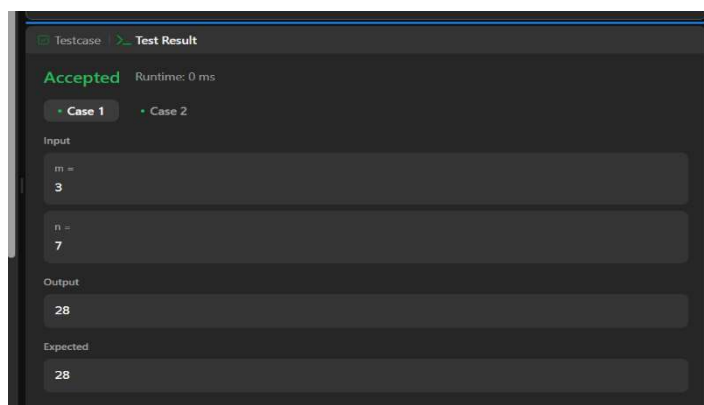 Testcase >_ Test Result
Accepted Runtime: 0 ms
• Case 1 • Case 2
Input
m =
3
n =
7
Output
28
Expected
28